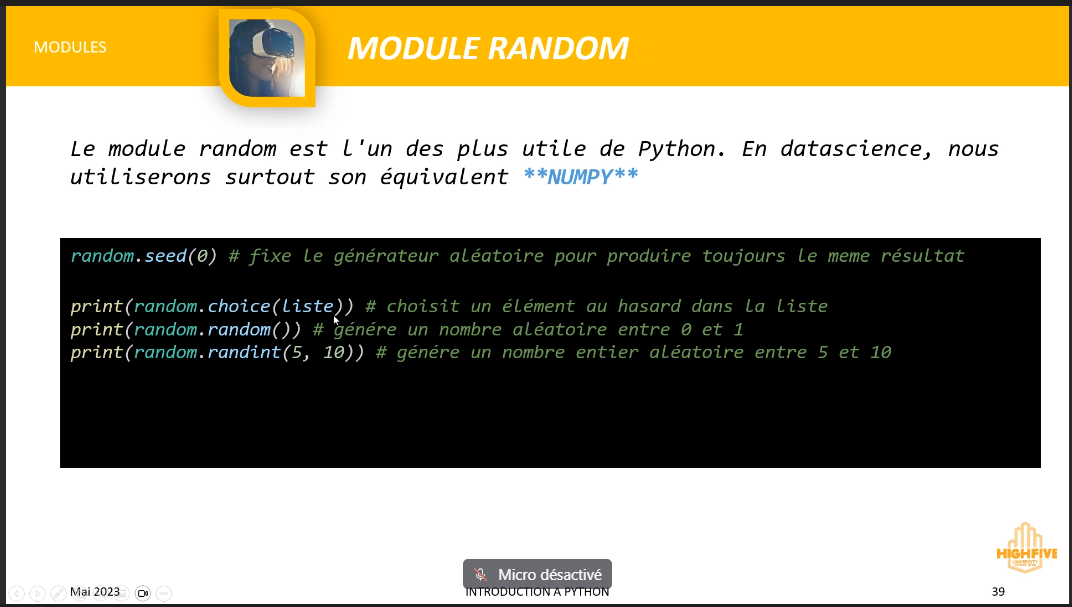 MODULES
MODULE RANDOM
Le module random est l'un des plus utile de Python. En datascience, nous
utiliserons surtout son équivalent **NUMPY**
random.seed(0) # fixe le générateur aléatoire pour produire toujours le meme résultat
print(random.choice(liste)) # choisit un élément au hasard dans la liste
print(random.random()) # génére un nombre aléatoire entre 0 et 1
print(random.randint(5, 10)) # génére un nombre entier aléatoire entre 5 et 10
HIGHFIVE
Micro désactivé
Mai 2023
INTRODUCTION A PYTHON
39